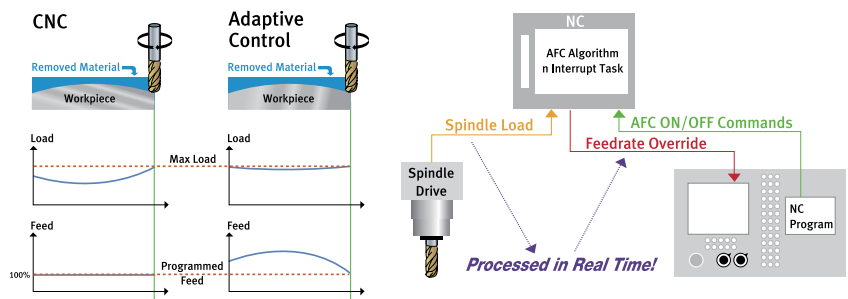 CNC
Removed Material
Workpiece
Load
Max Load
Feed
100%
Programmed
Feed
Adaptive
Control
Removed Material
Workpiece
Load
Feed
NC
AFC Algorithm
n Interrupt Task
Spindle Load
AFC ON/OFF Commands
Feedrate Override
Spindle
Drive
NC
Program
Processed in Real Time!